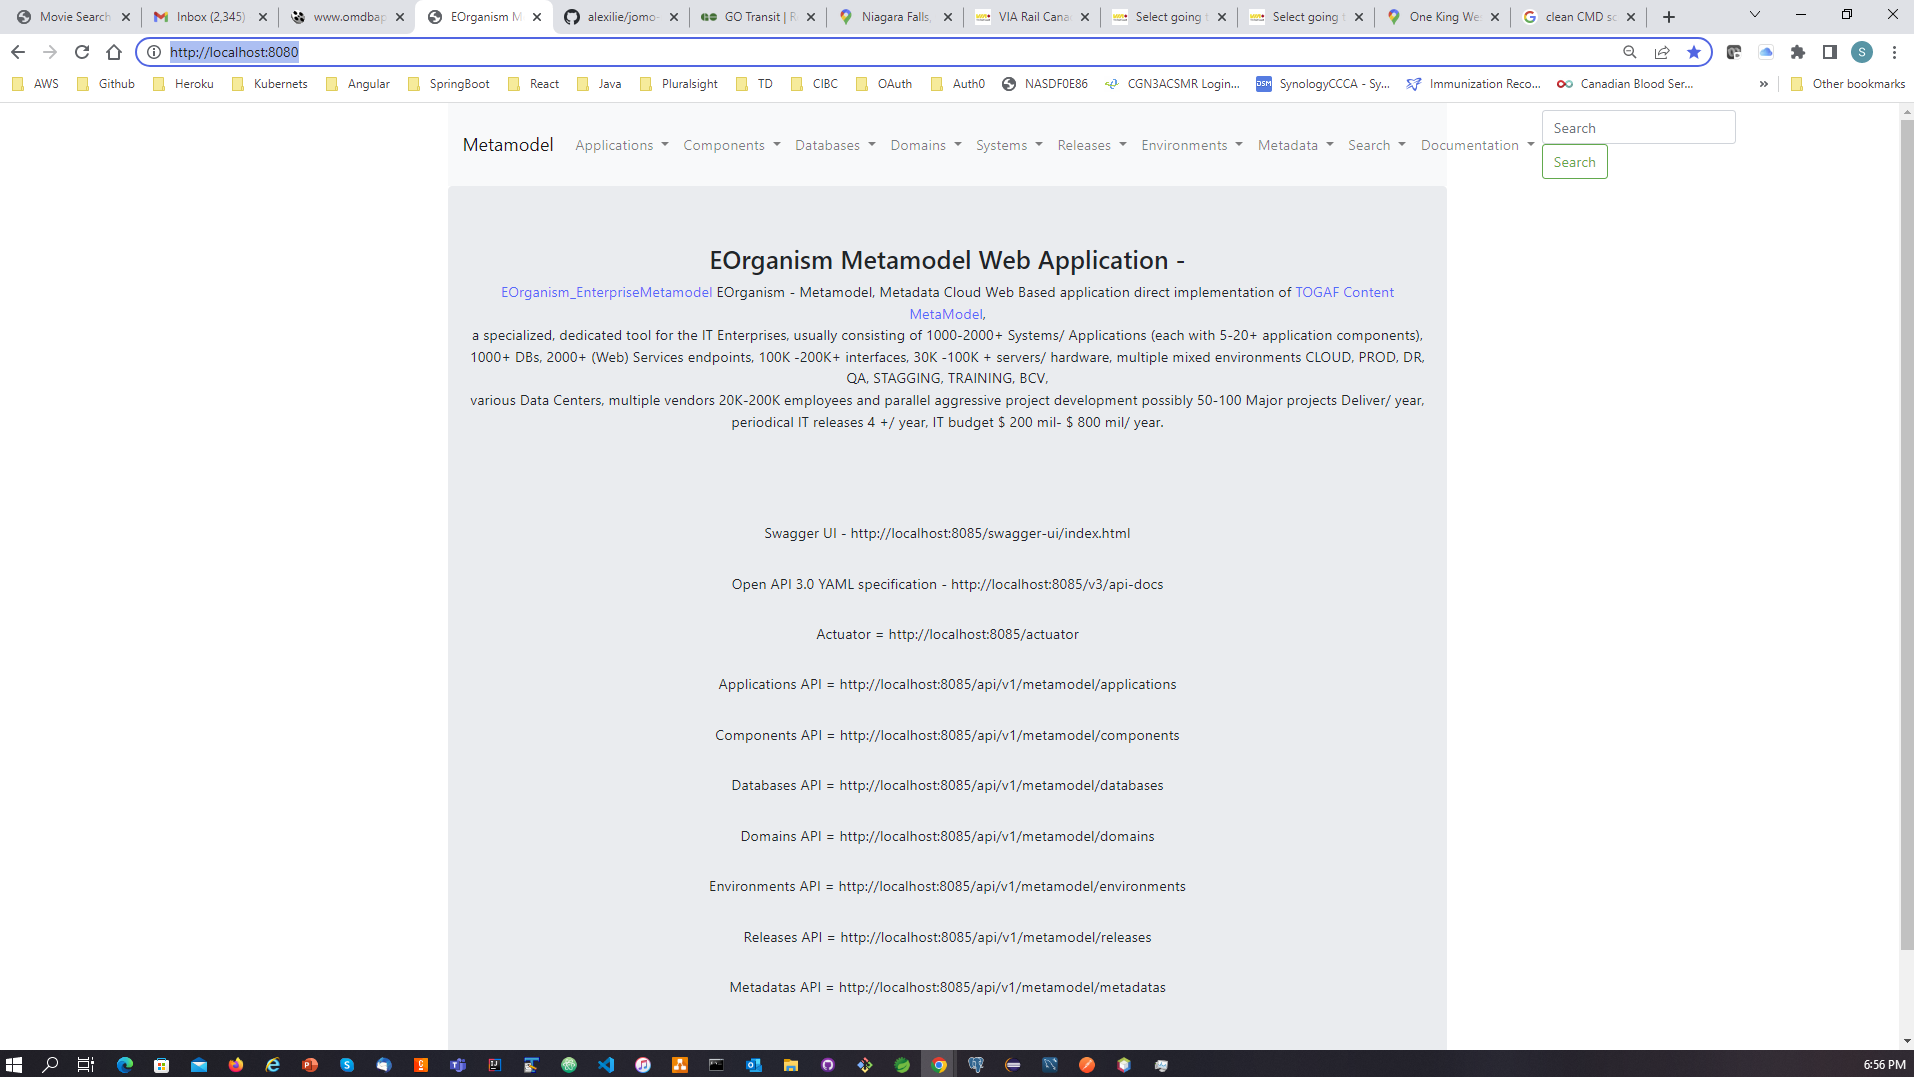 Movie Search
Inbox (2,345)
www.omdbap
EOrganism M
alexilie/jomo-
GO Transit | R
Niagara Falls,
VIA Rail Cana
Select going t
Select going t
One King We
clean CMD sc
http://localhost:8080
S
AWS
Github
Heroku
Kubernets
Angular
SpringBoot
React
Java
Pluralsight
TD
CIBC
OAuth
Auth0
NASDF0E86
CGN3ACSMR Login...
DSM
SynologyCCCA - Sy...
Immunization Reco...
Canadian Blood Ser...
»
Other bookmarks
Metamodel
Applications
Components
Databases
Domains
Systems
Releases
Environments
Metadata
Search
Documentation
Search
Search
EOrganism Metamodel Web Application -
EOrganism_EnterpriseMetamodel EOrganism - Metamodel, Metadata Cloud Web Based application direct implementation of TOGAF Content
MetaModel,
a specialized, dedicated tool for the IT Enterprises, usually consisting of 1000-2000+ Systems/ Applications (each with 5-20+ application components),
1000+ DBs, 2000+ (Web) Services endpoints, 100K -200K+ interfaces, 30K -100K + servers/ hardware, multiple mixed environments CLOUD, PROD, DR,
QA, STAGGING, TRAINING, BCV,
various Data Centers, multiple vendors 20K-200K employees and parallel aggressive project development possibly 50-100 Major projects Deliver/ year,
periodical IT releases 4 +/ year, IT budget $ 200 mil- $ 800 mil/ year.
Swagger UI - http://localhost:8085/swagger-ui/index.html
Open API 3.0 YAML specification - http://localhost:8085/v3/api-docs
Actuator = http://localhost:8085/actuator
Applications API = http://localhost:8085/api/v1/metamodel/applications
Components API = http://localhost:8085/api/v1/metamodel/components
Databases API = http://localhost:8085/api/v1/metamodel/databases
Domains API = http://localhost:8085/api/v1/metamodel/domains
Environments API = http://localhost:8085/api/v1/metamodel/environments
Releases API = http://localhost:8085/api/v1/metamodel/releases
Metadatas API = http://localhost:8085/api/v1/metamodel/metadatas
6:56 PM